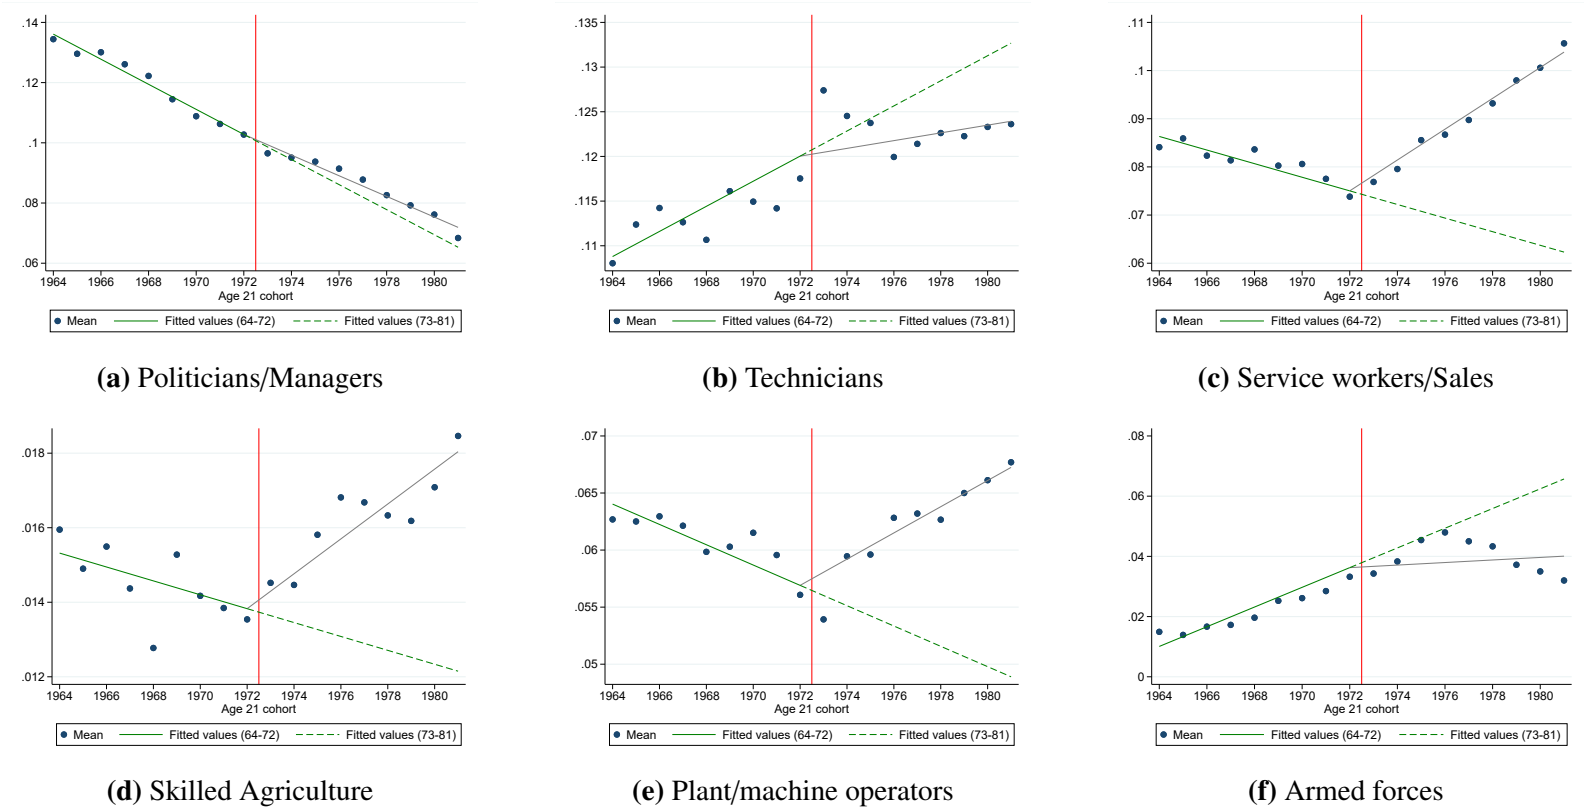 .14
.12
.1
.08
.06
1964 1966 1968 1970 1972 1974 1976 1978 1980
Age 21 cohort
Mean Fitted values (64-72) Fitted values (73-81)
(a) Politicians/Managers
.135
.13
.125
.12
.115
.11
1964 1966 1968 1970 1972 1974 1976 1978 1980
Age 21 cohort
Mean Fitted values (64-72) Fitted values (73-81)
(b) Technicians
.11
.1
.09
.08
.07
.06
1964 1966 1968 1970 1972 1974 1976 1978 1980
Age 21 cohort
Mean Fitted values (64-72) Fitted values (73-81)
(c) Service workers/Sales
.018
.016
.014
.012
1964 1966 1968 1970 1972 1974 1976 1978 1980
Age 21 cohort
Mean Fitted values (64-72) Fitted values (73-81)
(d) Skilled Agriculture
.07
.065
.06
.055
.05
1964 1966 1968 1970 1972 1974 1976 1978 1980
Age 21 cohort
Mean Fitted values (64-72) Fitted values (73-81)
(e) Plant/machine operators
.08
.06
.04
.02
0
1964 1966 1968 1970 1972 1974 1976 1978 1980
Age 21 cohort
Mean Fitted values (64-72) Fitted values (73-81)
(f) Armed forces